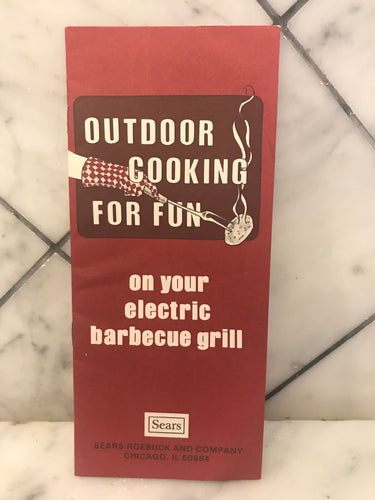 OUTDOOR
COOKING
FOR FUN
on your
electric
barbecue grill
Sears
SEARS ROEBUCK AND COMPANY
CHICAGO, IL 60684